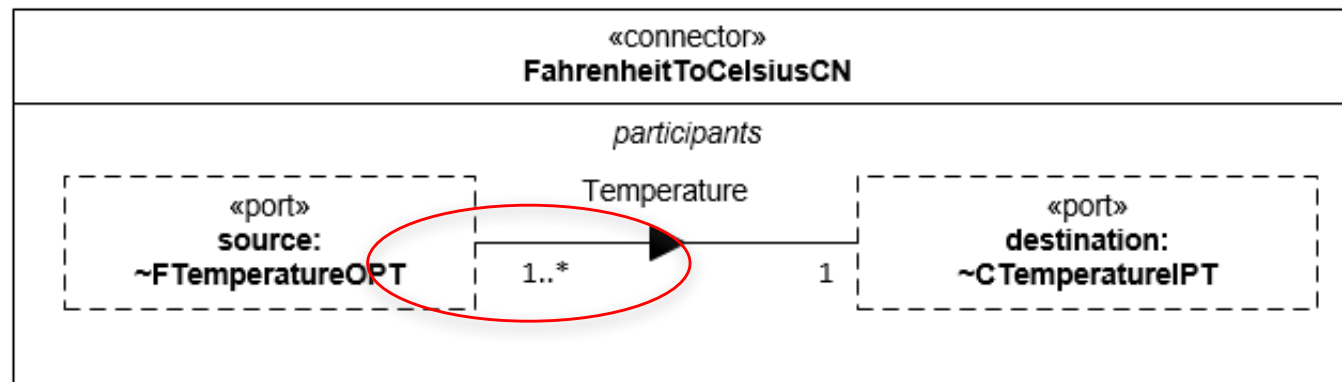 «connector»
FahrenheitToCelsiusCN
participants
Temperature
«port»
source:
~FTemperatureOPT
1..*
1
«port»
destination:
~CTemperatureIPT